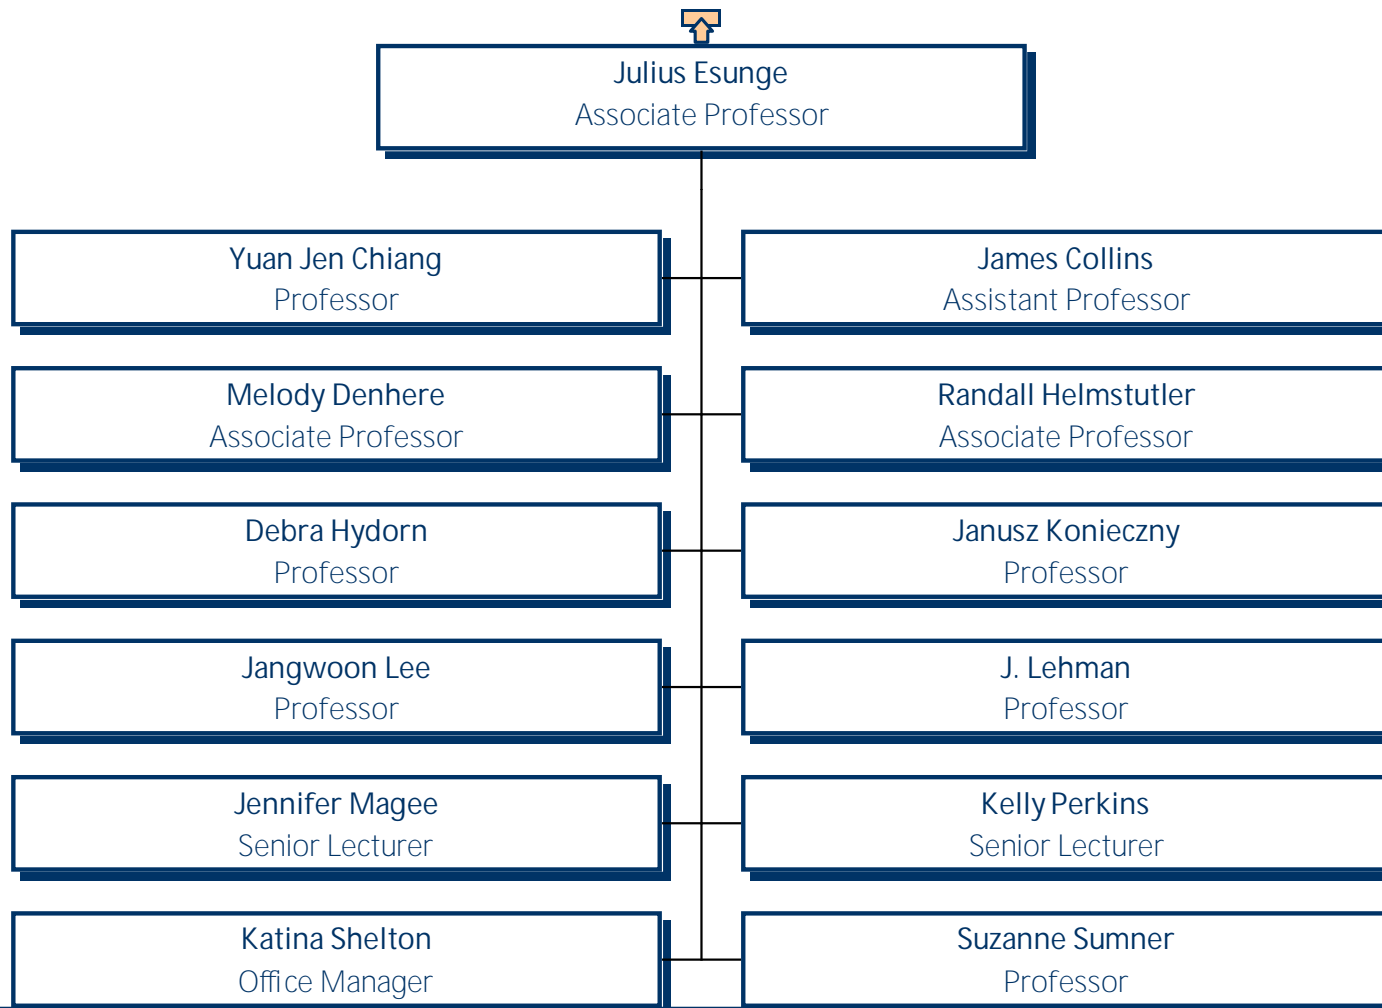 Julius Esunge
Associate Professor
Yuan Jen Chiang
Professor
James Collins
Assistant Professor
Melody Denhere
Associate Professor
Randall Helmstutler
Associate Professor
Debra Hydorn
Professor
Janusz Konieczny
Professor
Jangwoon Lee
Professor
J. Lehman
Professor
Jennifer Magee
Senior Lecturer
Kelly Perkins
Senior Lecturer
Katina Shelton
Office Manager
Suzanne Sumner
Professor